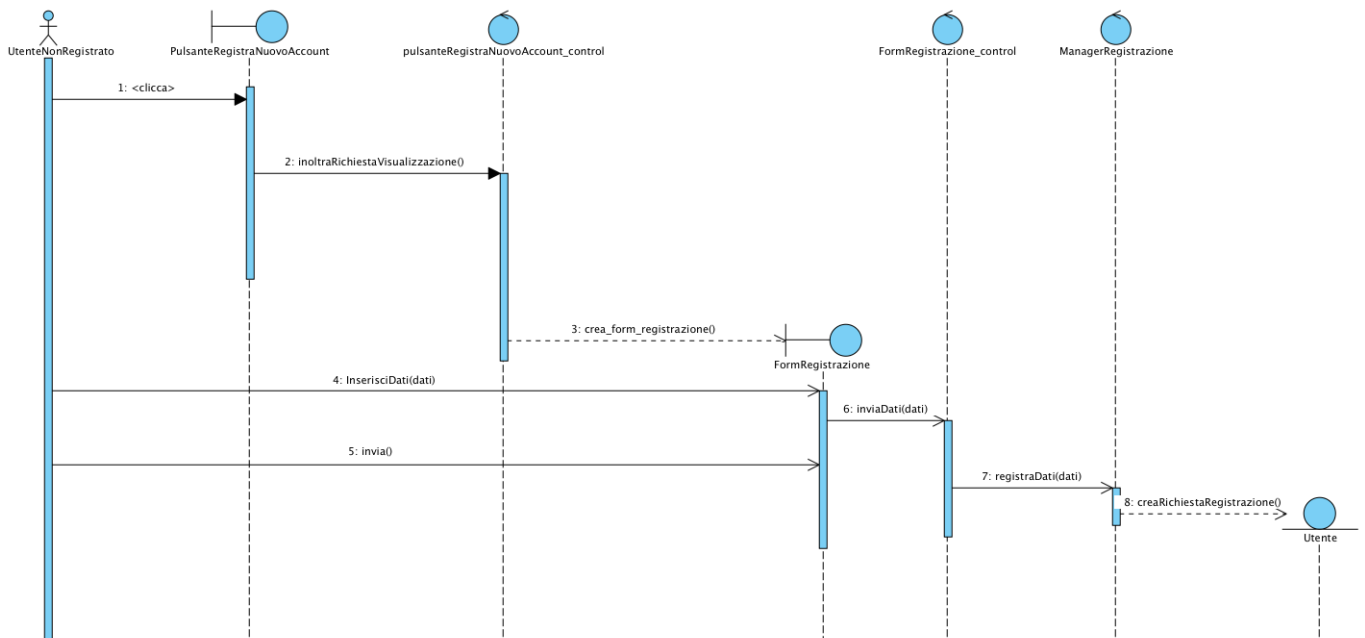 UtenteNonRegistrato
PulsanteRegistraNuovoAccount
pulsanteRegistraNuovoAccount_control
FormRegistrazione_control
ManagerRegistrazione
1: <clicca>
2: inoltraRichiestaVisualizzazione()
3: crea_form_registrazione()
FormRegistrazione
4: InserisciDati(dati)
6: inviaDati(dati)
5: invia()
7: registraDati(dati)
8: creaRichiestaRegistrazione()
Utente